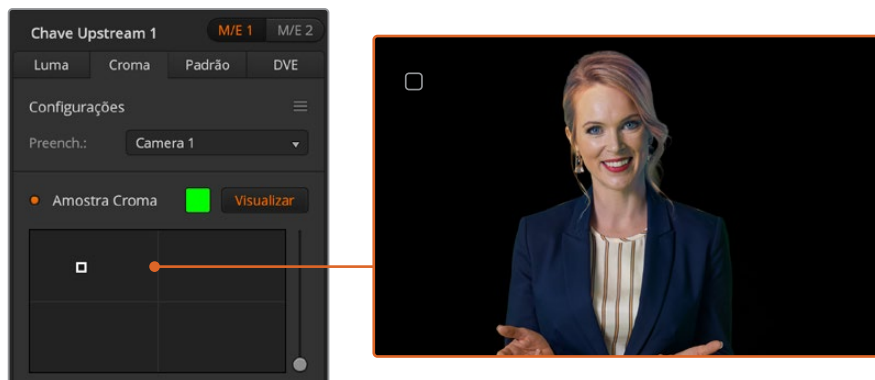 Chave Upstream 1
M/E 1
M/E 2
Luma
Croma
Padrão
DVE
Configurações
Preench.:
Camera 1
Amostra Croma
Visualizar